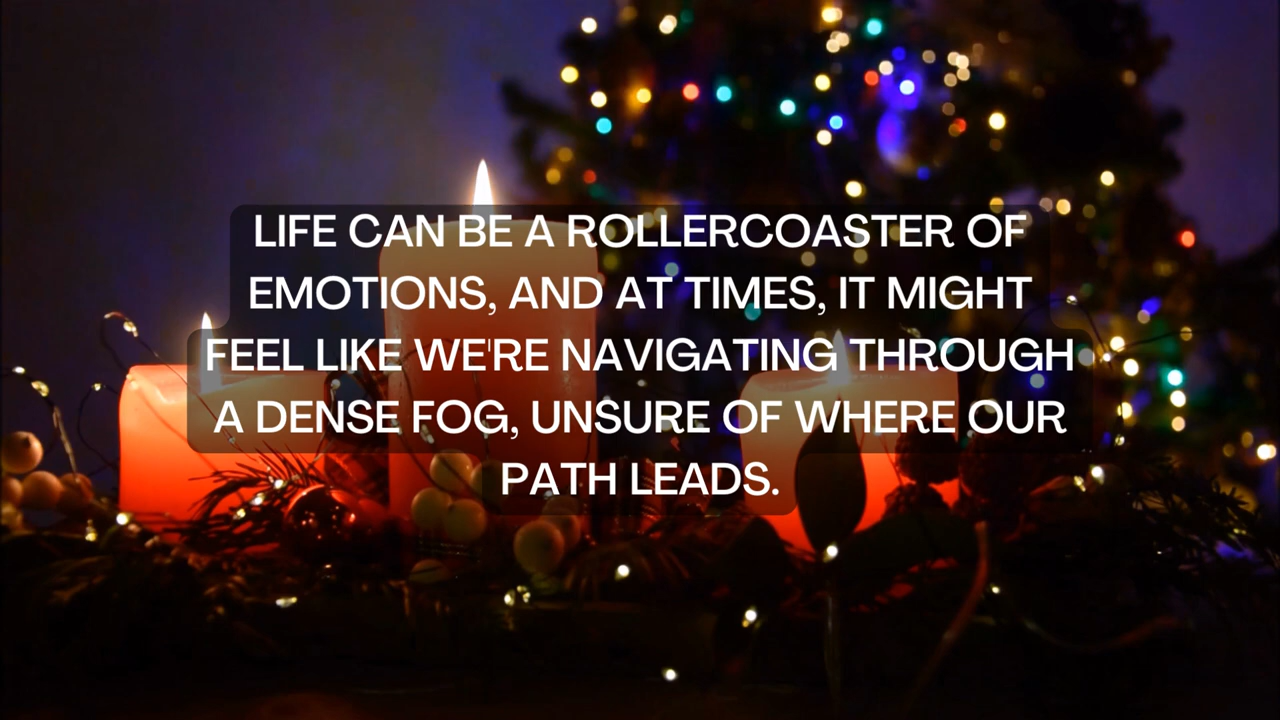 LIFE CAN BE A ROLLERCOASTER OF
EMOTIONS, AND AT TIMES, IT MIGHT
FEEL LIKE WE'RE NAVIGATING THROUGH
A DENSE FOG, UNSURE OF WHERE OUR
PATH LEADS.